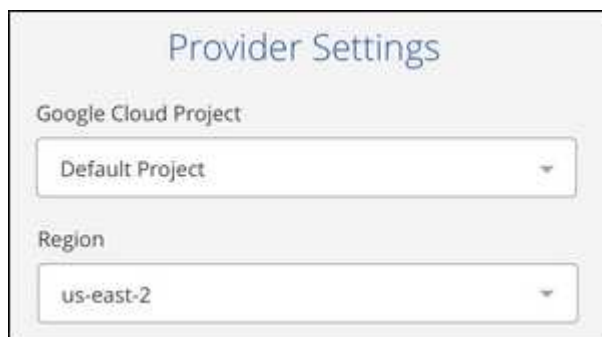 Provider Settings
Google Cloud Project
Default Project
Region
us-east-2